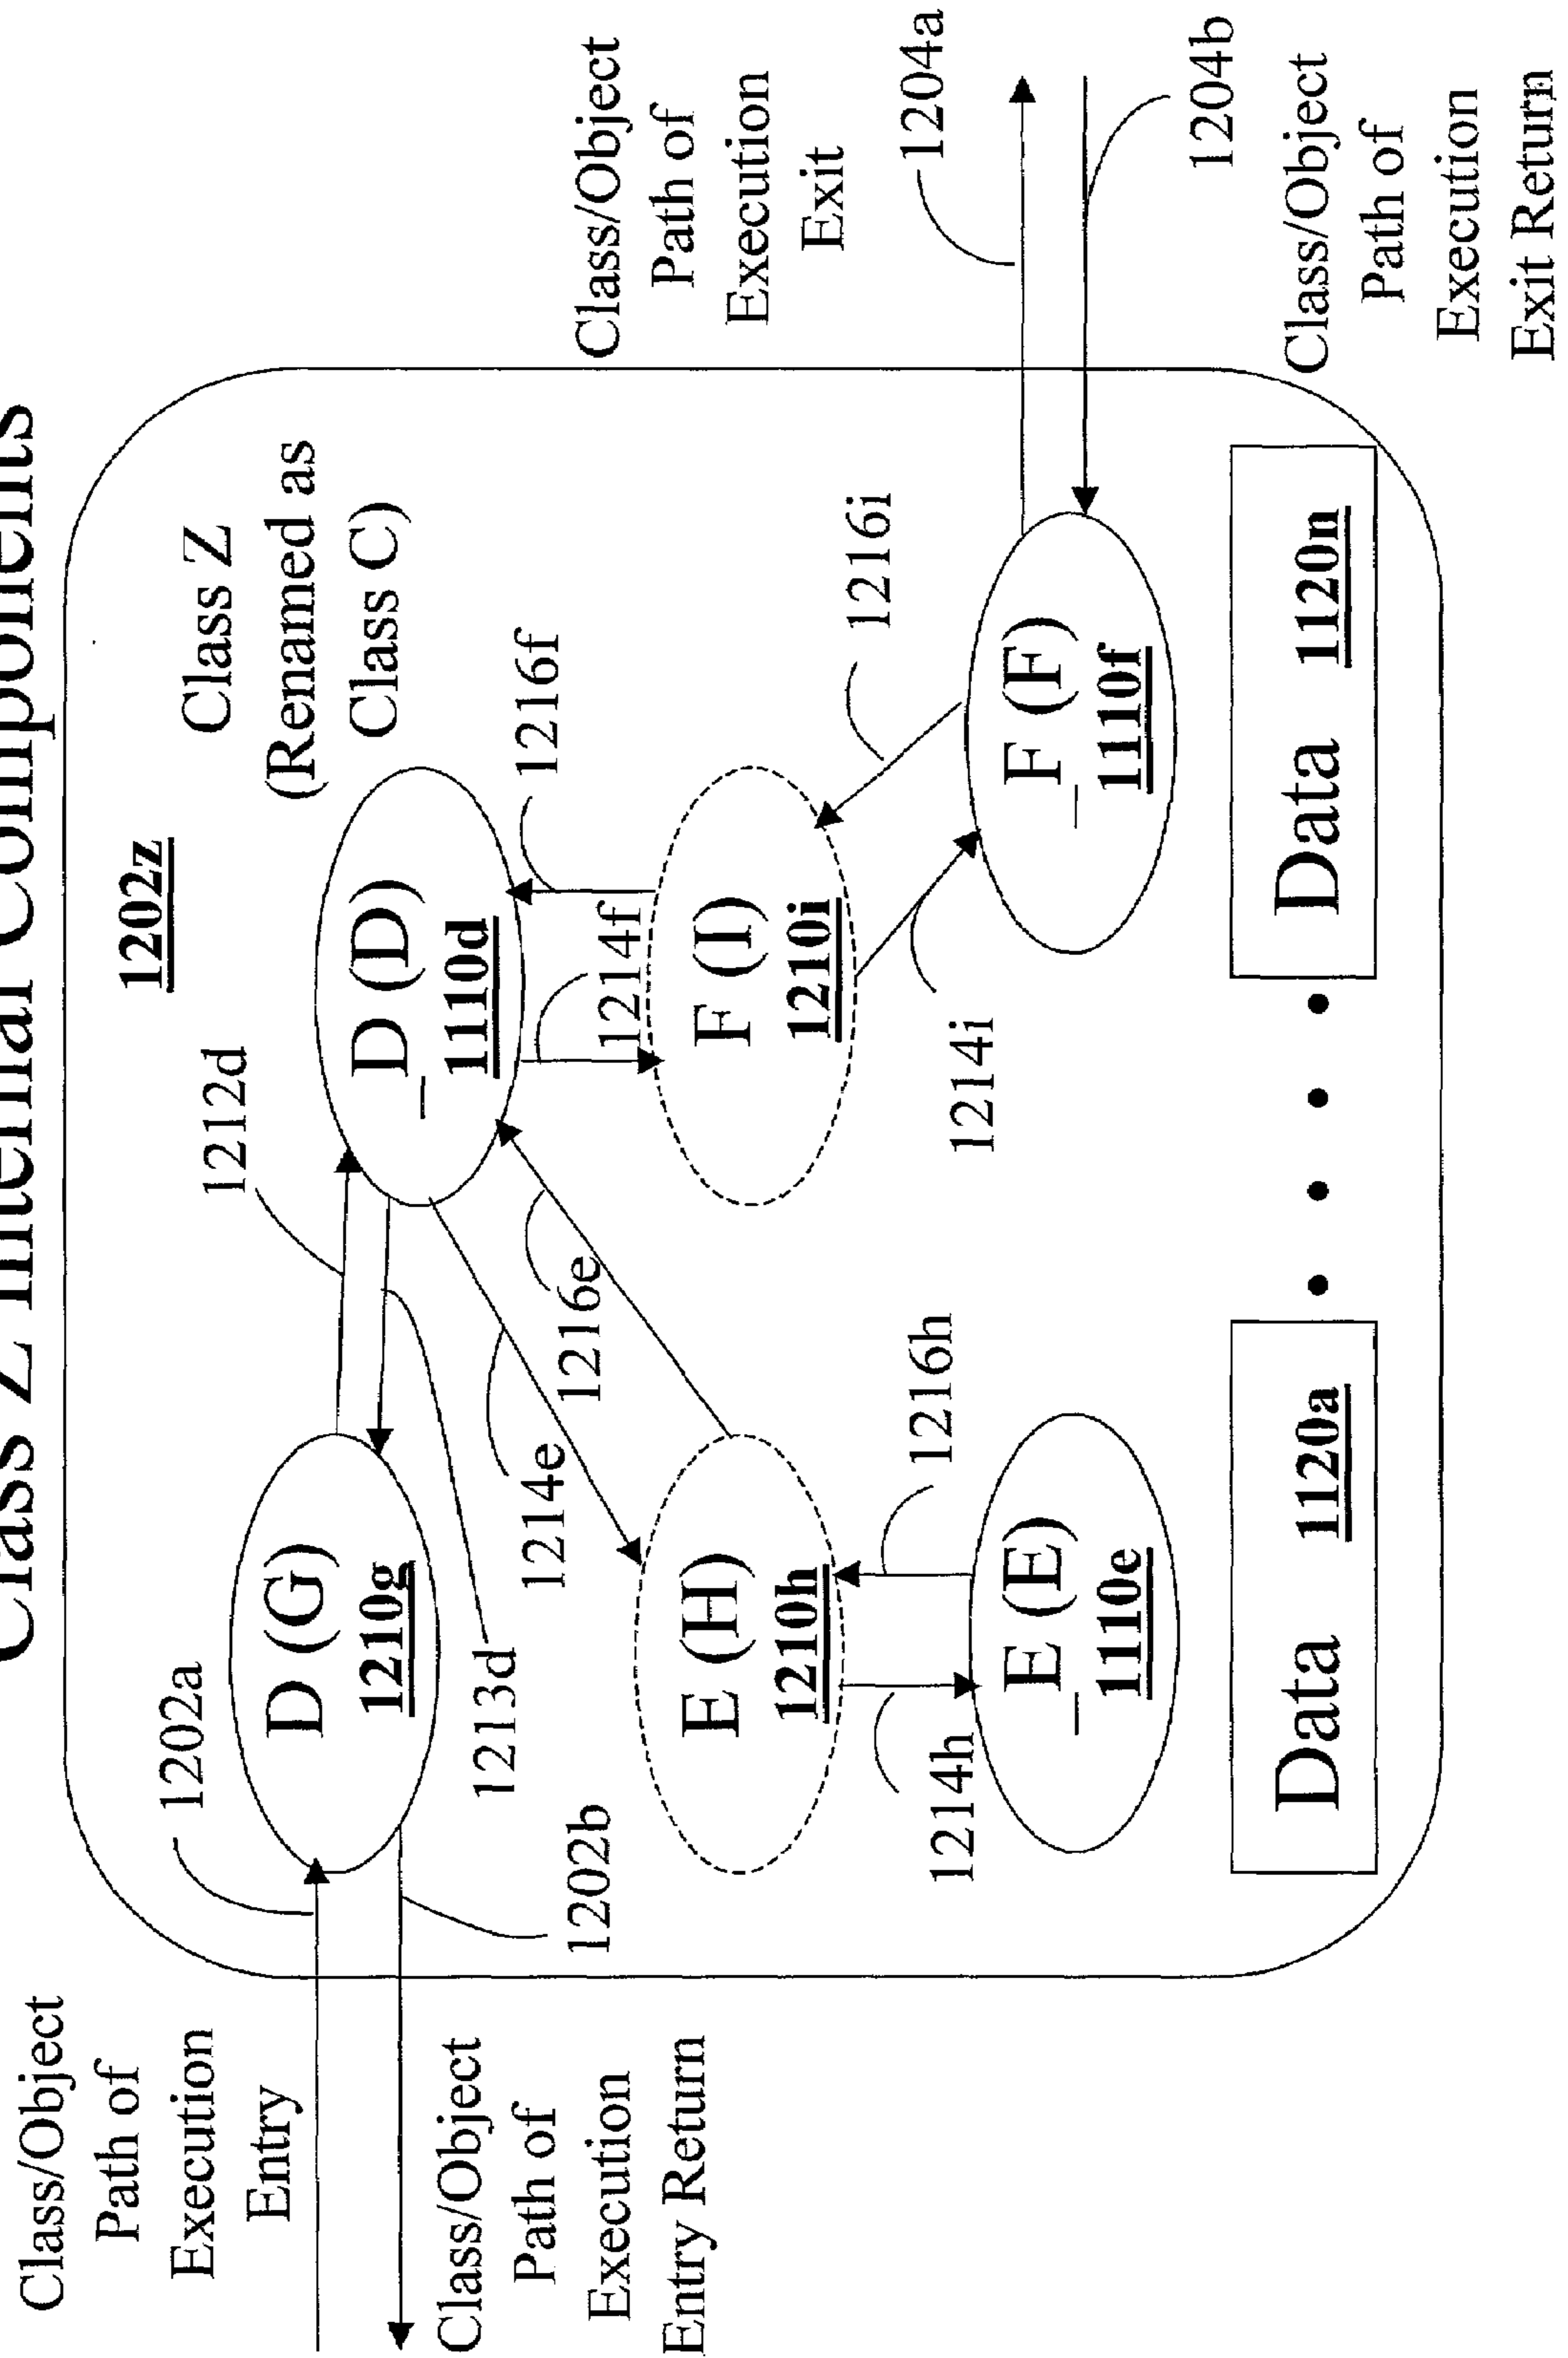 Class Z Internal Components
Class/Object
Path of
Execution
Entry
1202a
Class/Object
Path of
Execution
Entry Return
1202b
1202z
Class Z
(Renamed as
Class C)
D (G)
1210g
1212d
1213d
_D (D)
1110d
1214e
1216e
1214f
1216f
E (H)
1210h
F (I)
1210i
1214h
1216h
1214i
1216i
_E (E)
1110e
_F (F)
1110f
Data 1120a
Data 1120n
Class/Object
Path of
Execution
Exit
1204a
1204b
Class/Object
Path of
Execution
Exit Return